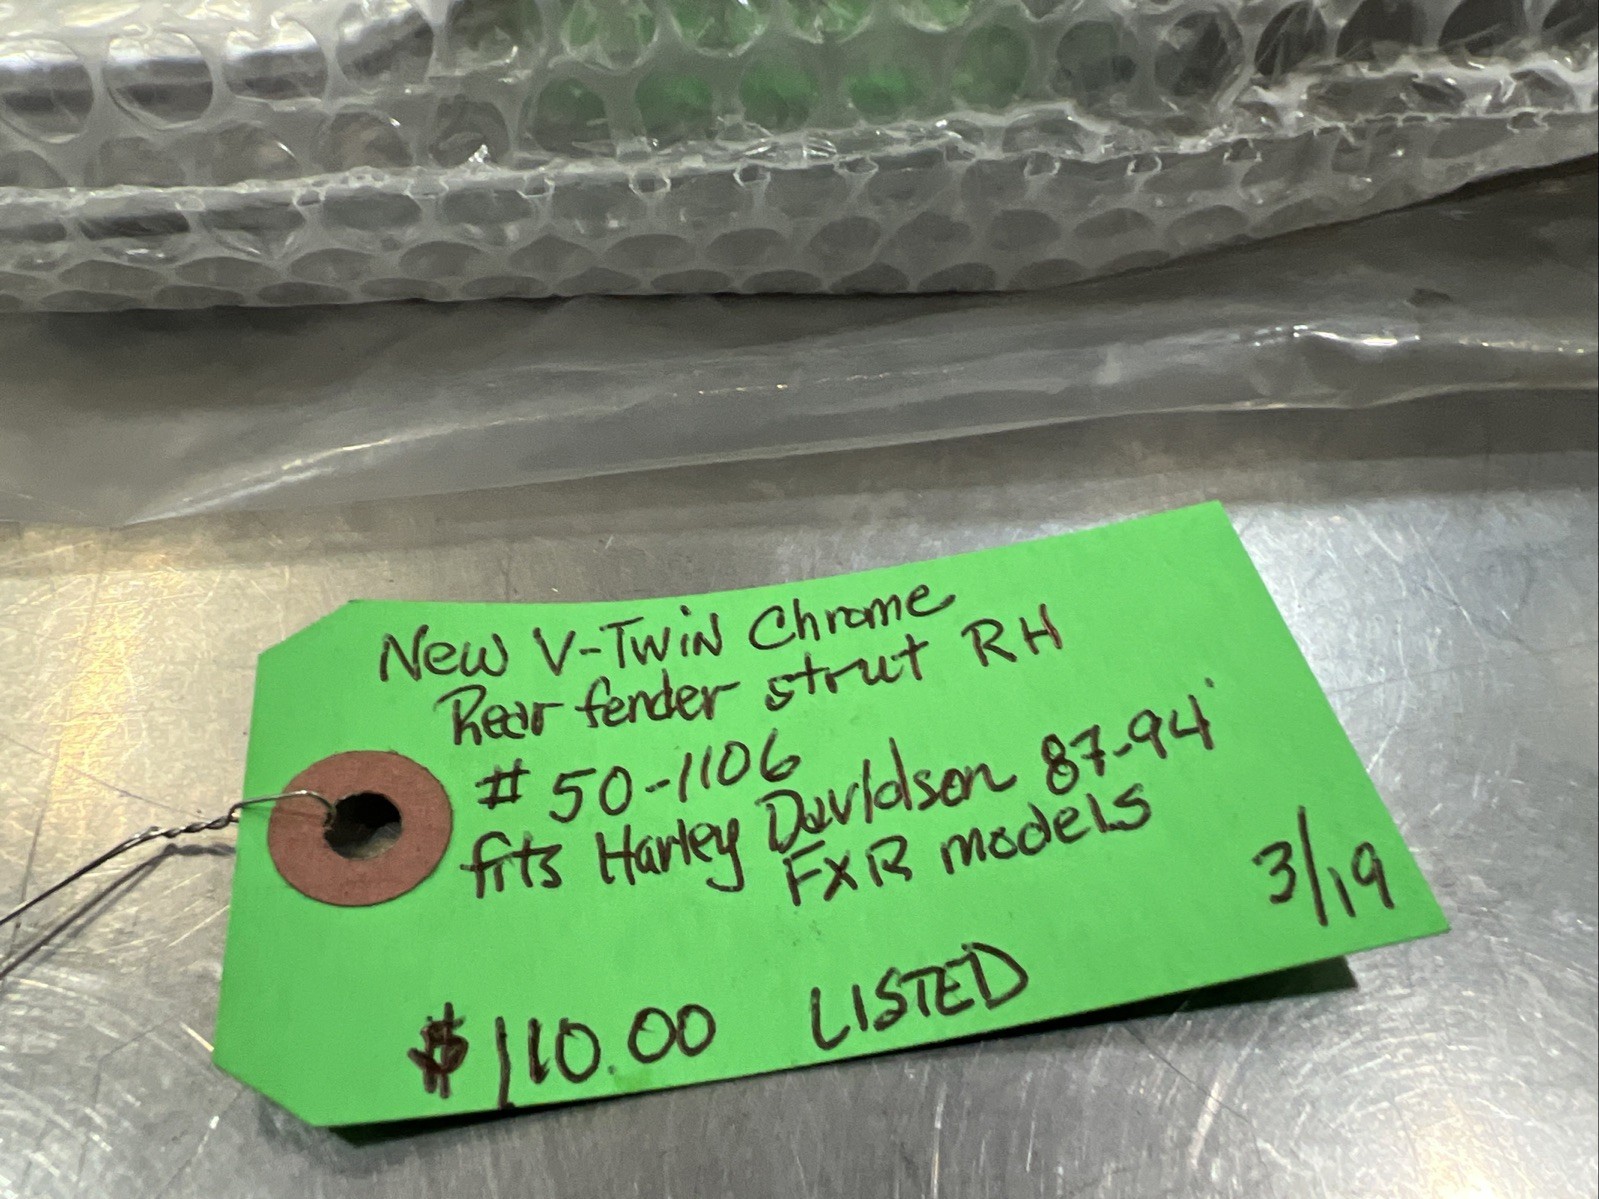 New V-Twin Chrome
Rear fender strut RH
# 50-1106
fits Harley Davidson 87-94
FXR models
3/19
$110.00 LISTED